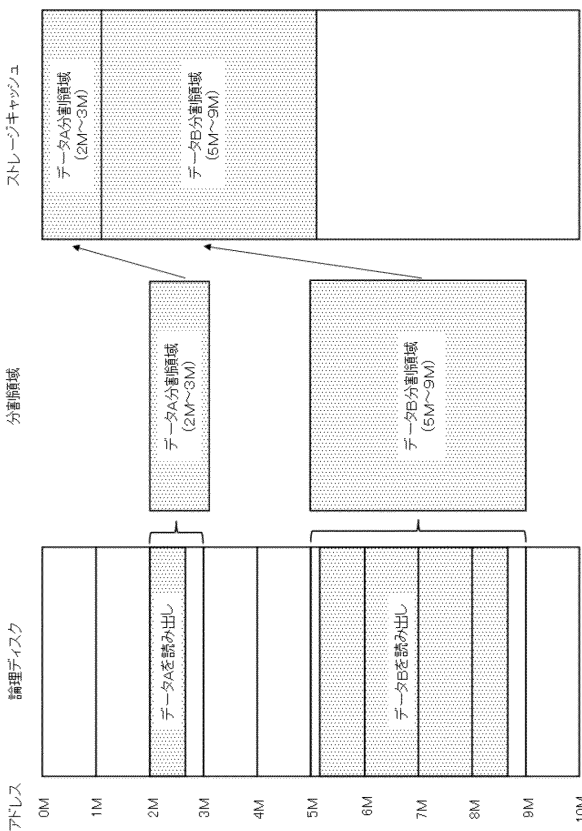 アドレス
論理ディスク
分割領域
ストレージキャッシュ
0M
1M
2M
3M
4M
5M
6M
7M
8M
9M
10M
データAを読み出し
データBを読み出し
データA分割領域
(2M~3M)
データB分割領域
(5M~9M)
データA分割領域
(2M~3M)
データB分割領域
(5M~9M)